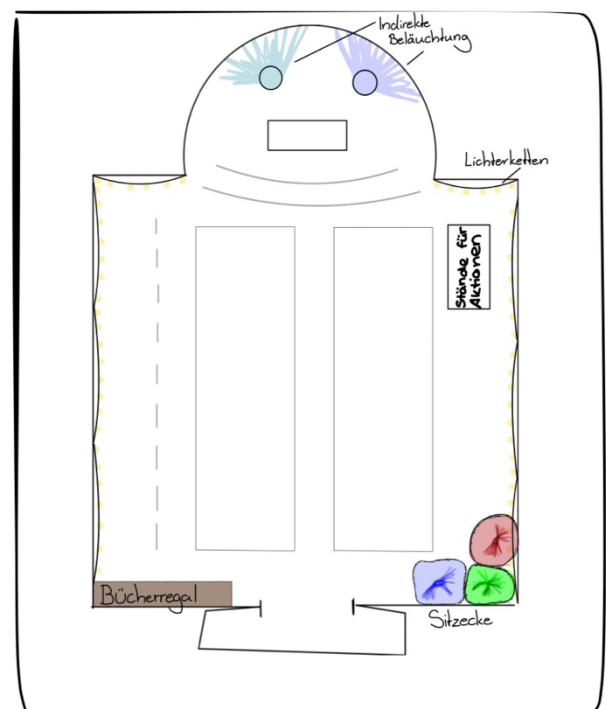 Indirekte
Beläuchtung
Lichterketten
Stände für
Aktionen
Bücherregal
Sitzecke